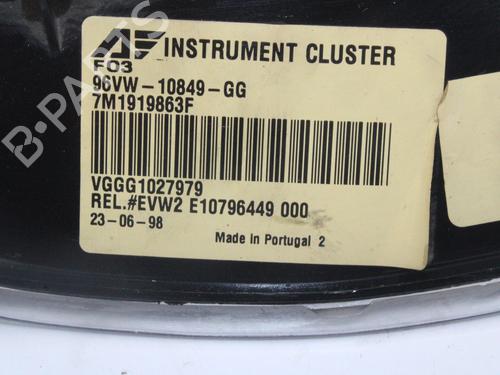 AF INSTRUMENT CLUSTER
F03
96VW-10849-GG
7M1919863F
VGGG1027979
REL.#EVW2 E10796449 000
23-06-98
Made in Portugal 2
B-PARTS